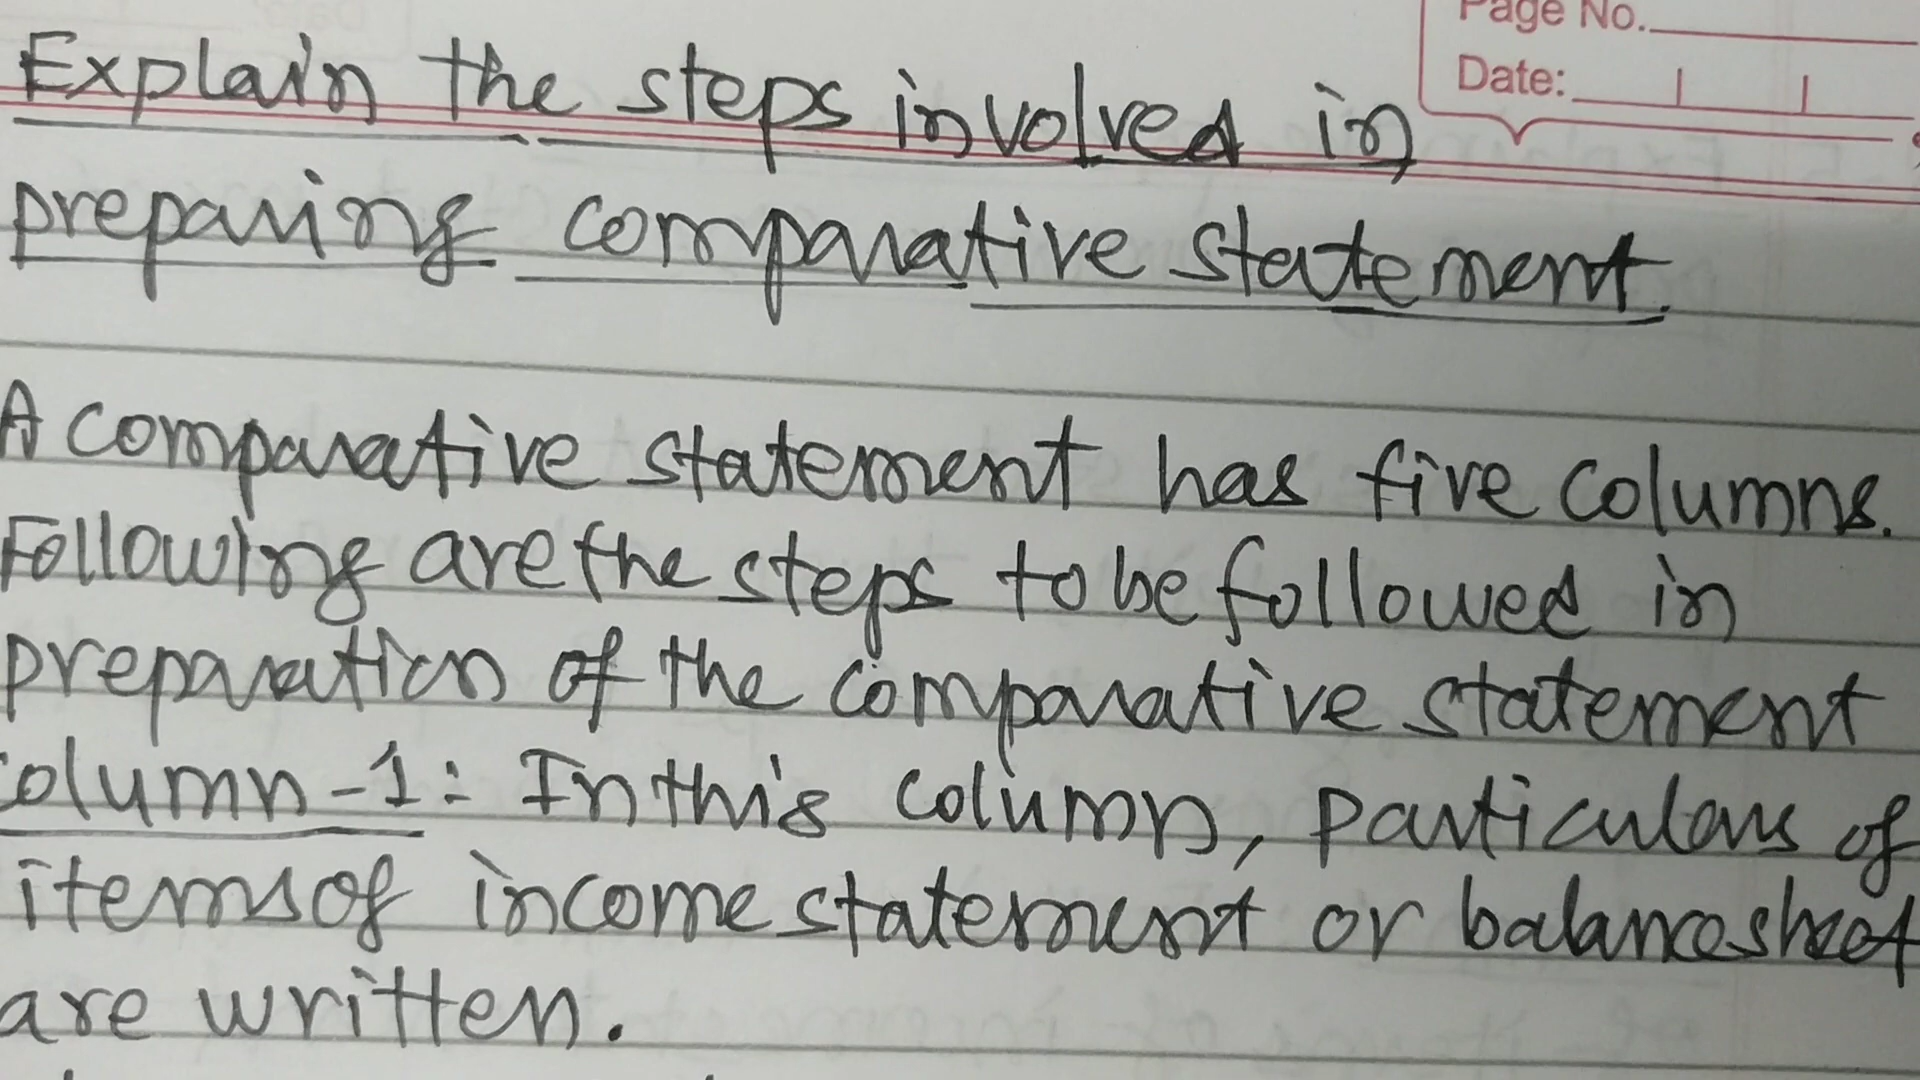 Page No.
Date:
Explain the steps involved in
preparing comparative statement.
A comparative statement has five columns.
Following are the steps to be followed in
preparation of the comparative statement
olumn-1: In this column, particulars of
items of income statement or balancesheet
are written.